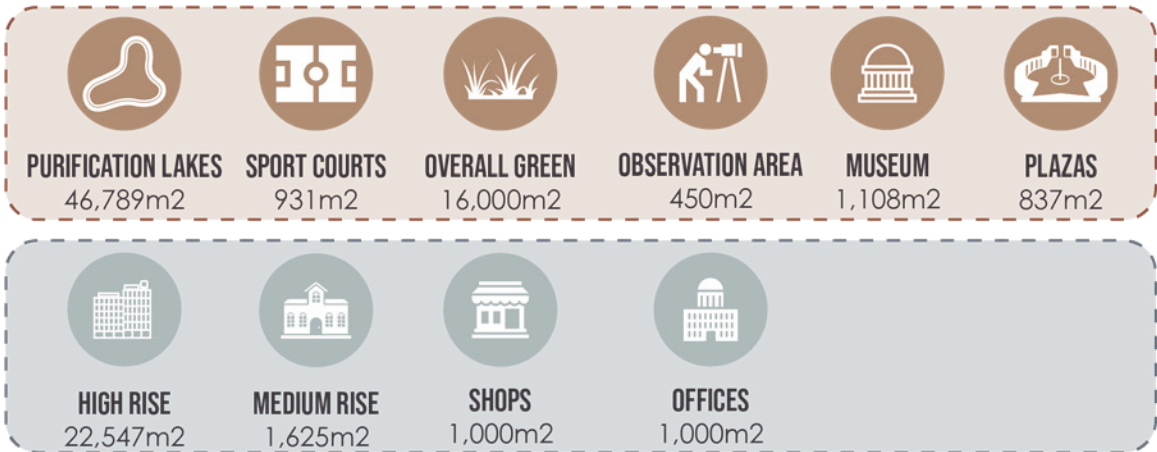 PURIFICATION LAKES
46,789m2
SPORT COURTS
931m2
OVERALL GREEN
16,000m2
OBSERVATION AREA
450m2
MUSEUM
1,108m2
PLAZAS
837m2
HIGH RISE
22,547m2
MEDIUM RISE
1,625m2
SHOPS
1,000m2
OFFICES
1,000m2